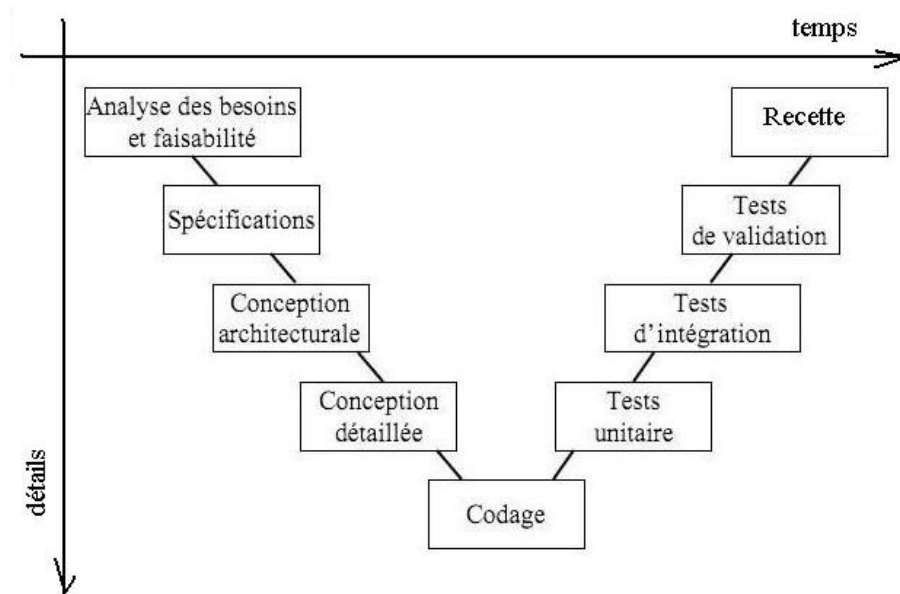 temps
Analyse des besoins
et faisabilité
Recette
Spécifications
Tests
de validation
Conception
architecturale
Tests
d'intégration
Conception
détaillée
Tests
unitaire
Codage
détails